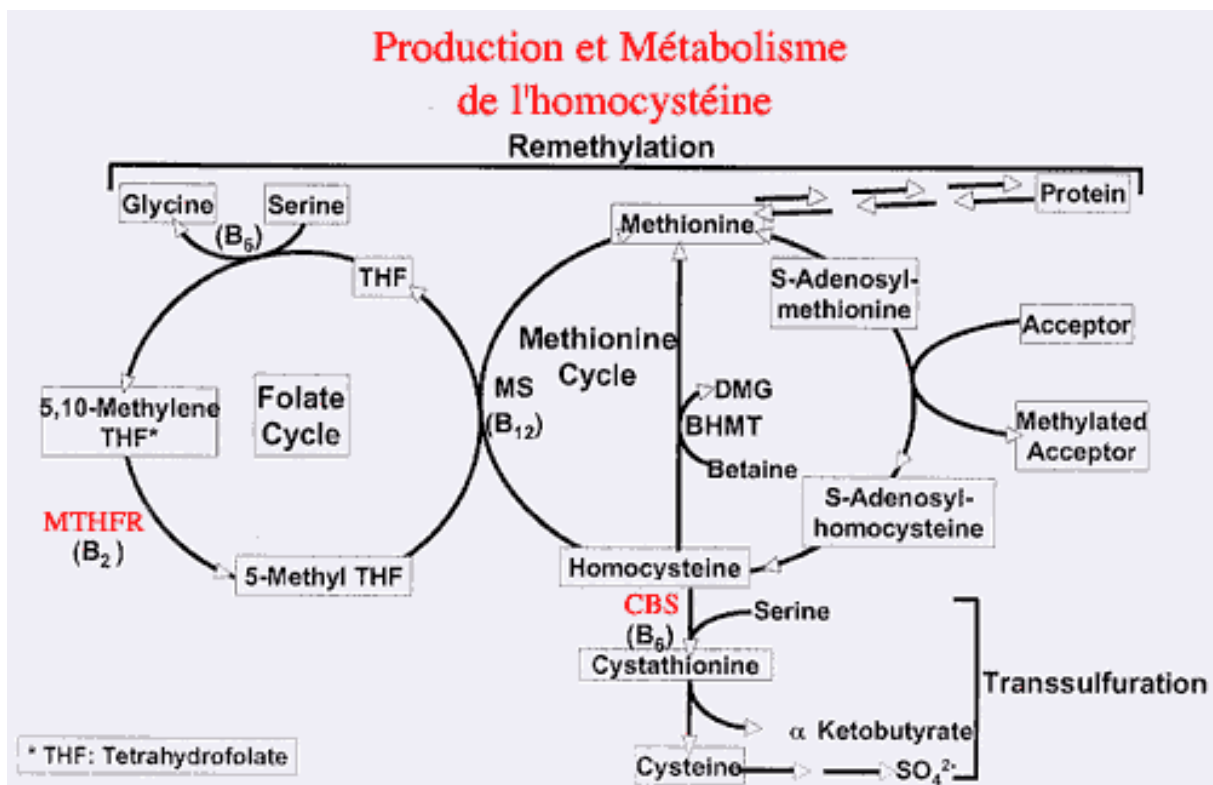 Production et Métabolisme
de l'homocystéine
Remethylation
Glycine
Serine
(B6)
THF
Methionine
Protein
S-Adenosyl-
methionine
Acceptor
Methionine
Cycle
MS
(B12)
DMG
BHMT
Betaine
5,10-Methylene
THF*
Folate
Cycle
Methylated
Acceptor
S-Adenosyl-
homocysteine
MTHFR
(B2)
5-Methyl THF
Homocysteine
CBS
(B6)
Serine
Cystathionine
Transsulfuration
α Ketobutyrate
* THF: Tetrahydrofolate
Cysteine
SO4 2-